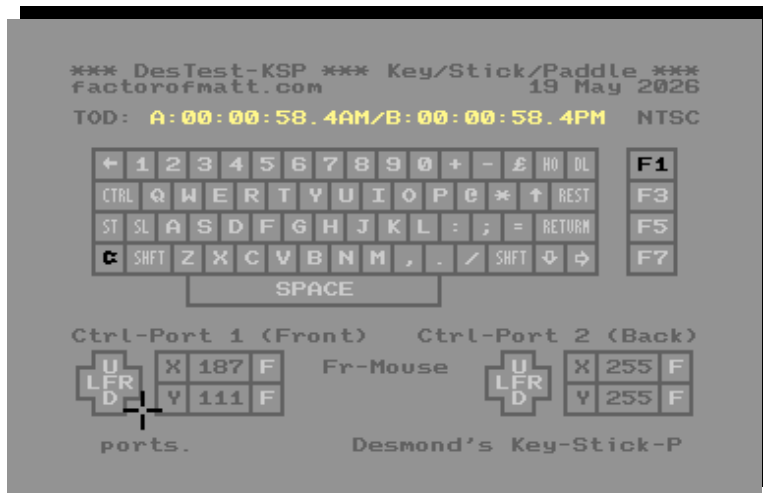 *** DesTest-KSP *** Key/Stick/Paddle ***
factorofmatt.com 19 May 2026
TOD: A:00:00:58.4AM/B:00:00:58.4PM NTSC
← 1 2 3 4 5 6 7 8 9 0 + - £ HO DL F1
CTRL Q W E R T Y U I O P @ * ↑ REST F3
ST SL A S D F G H J K L : ; = RETURN F5
C= SHFT Z X C V B N M , . / SHFT ⇩ ⇨ F7
SPACE
Ctrl-Port 1 (Front) Ctrl-Port 2 (Back)
U X 187 F Fr-Mouse U X 255 F
LFR LFR
D Y 111 F D Y 255 F
ports. Desmond's Key-Stick-P